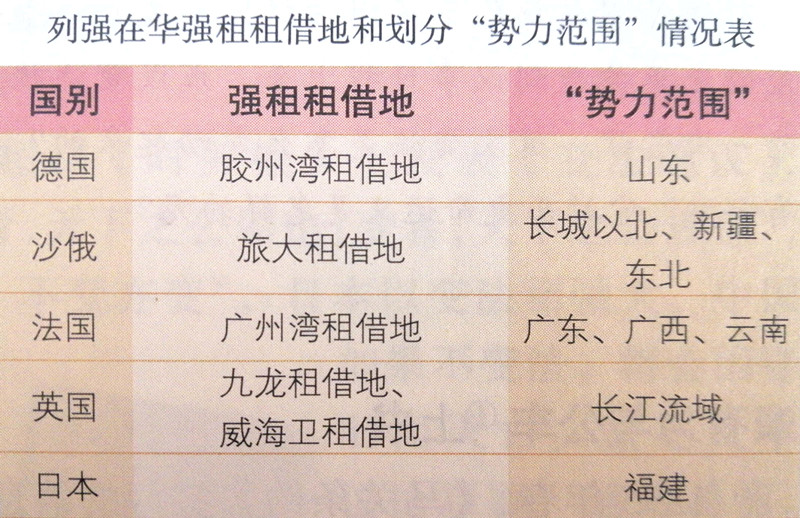 列强在华强租租借地和划分“势力范围”情况表
国别 强租租借地 “势力范围”
德国 胶州湾租借地 山东
沙俄 旅大租借地 长城以北、新疆、
东北
法国 广州湾租借地 广东、广西、云南
英国 九龙租借地、
威海卫租借地 长江流域
日本 福建